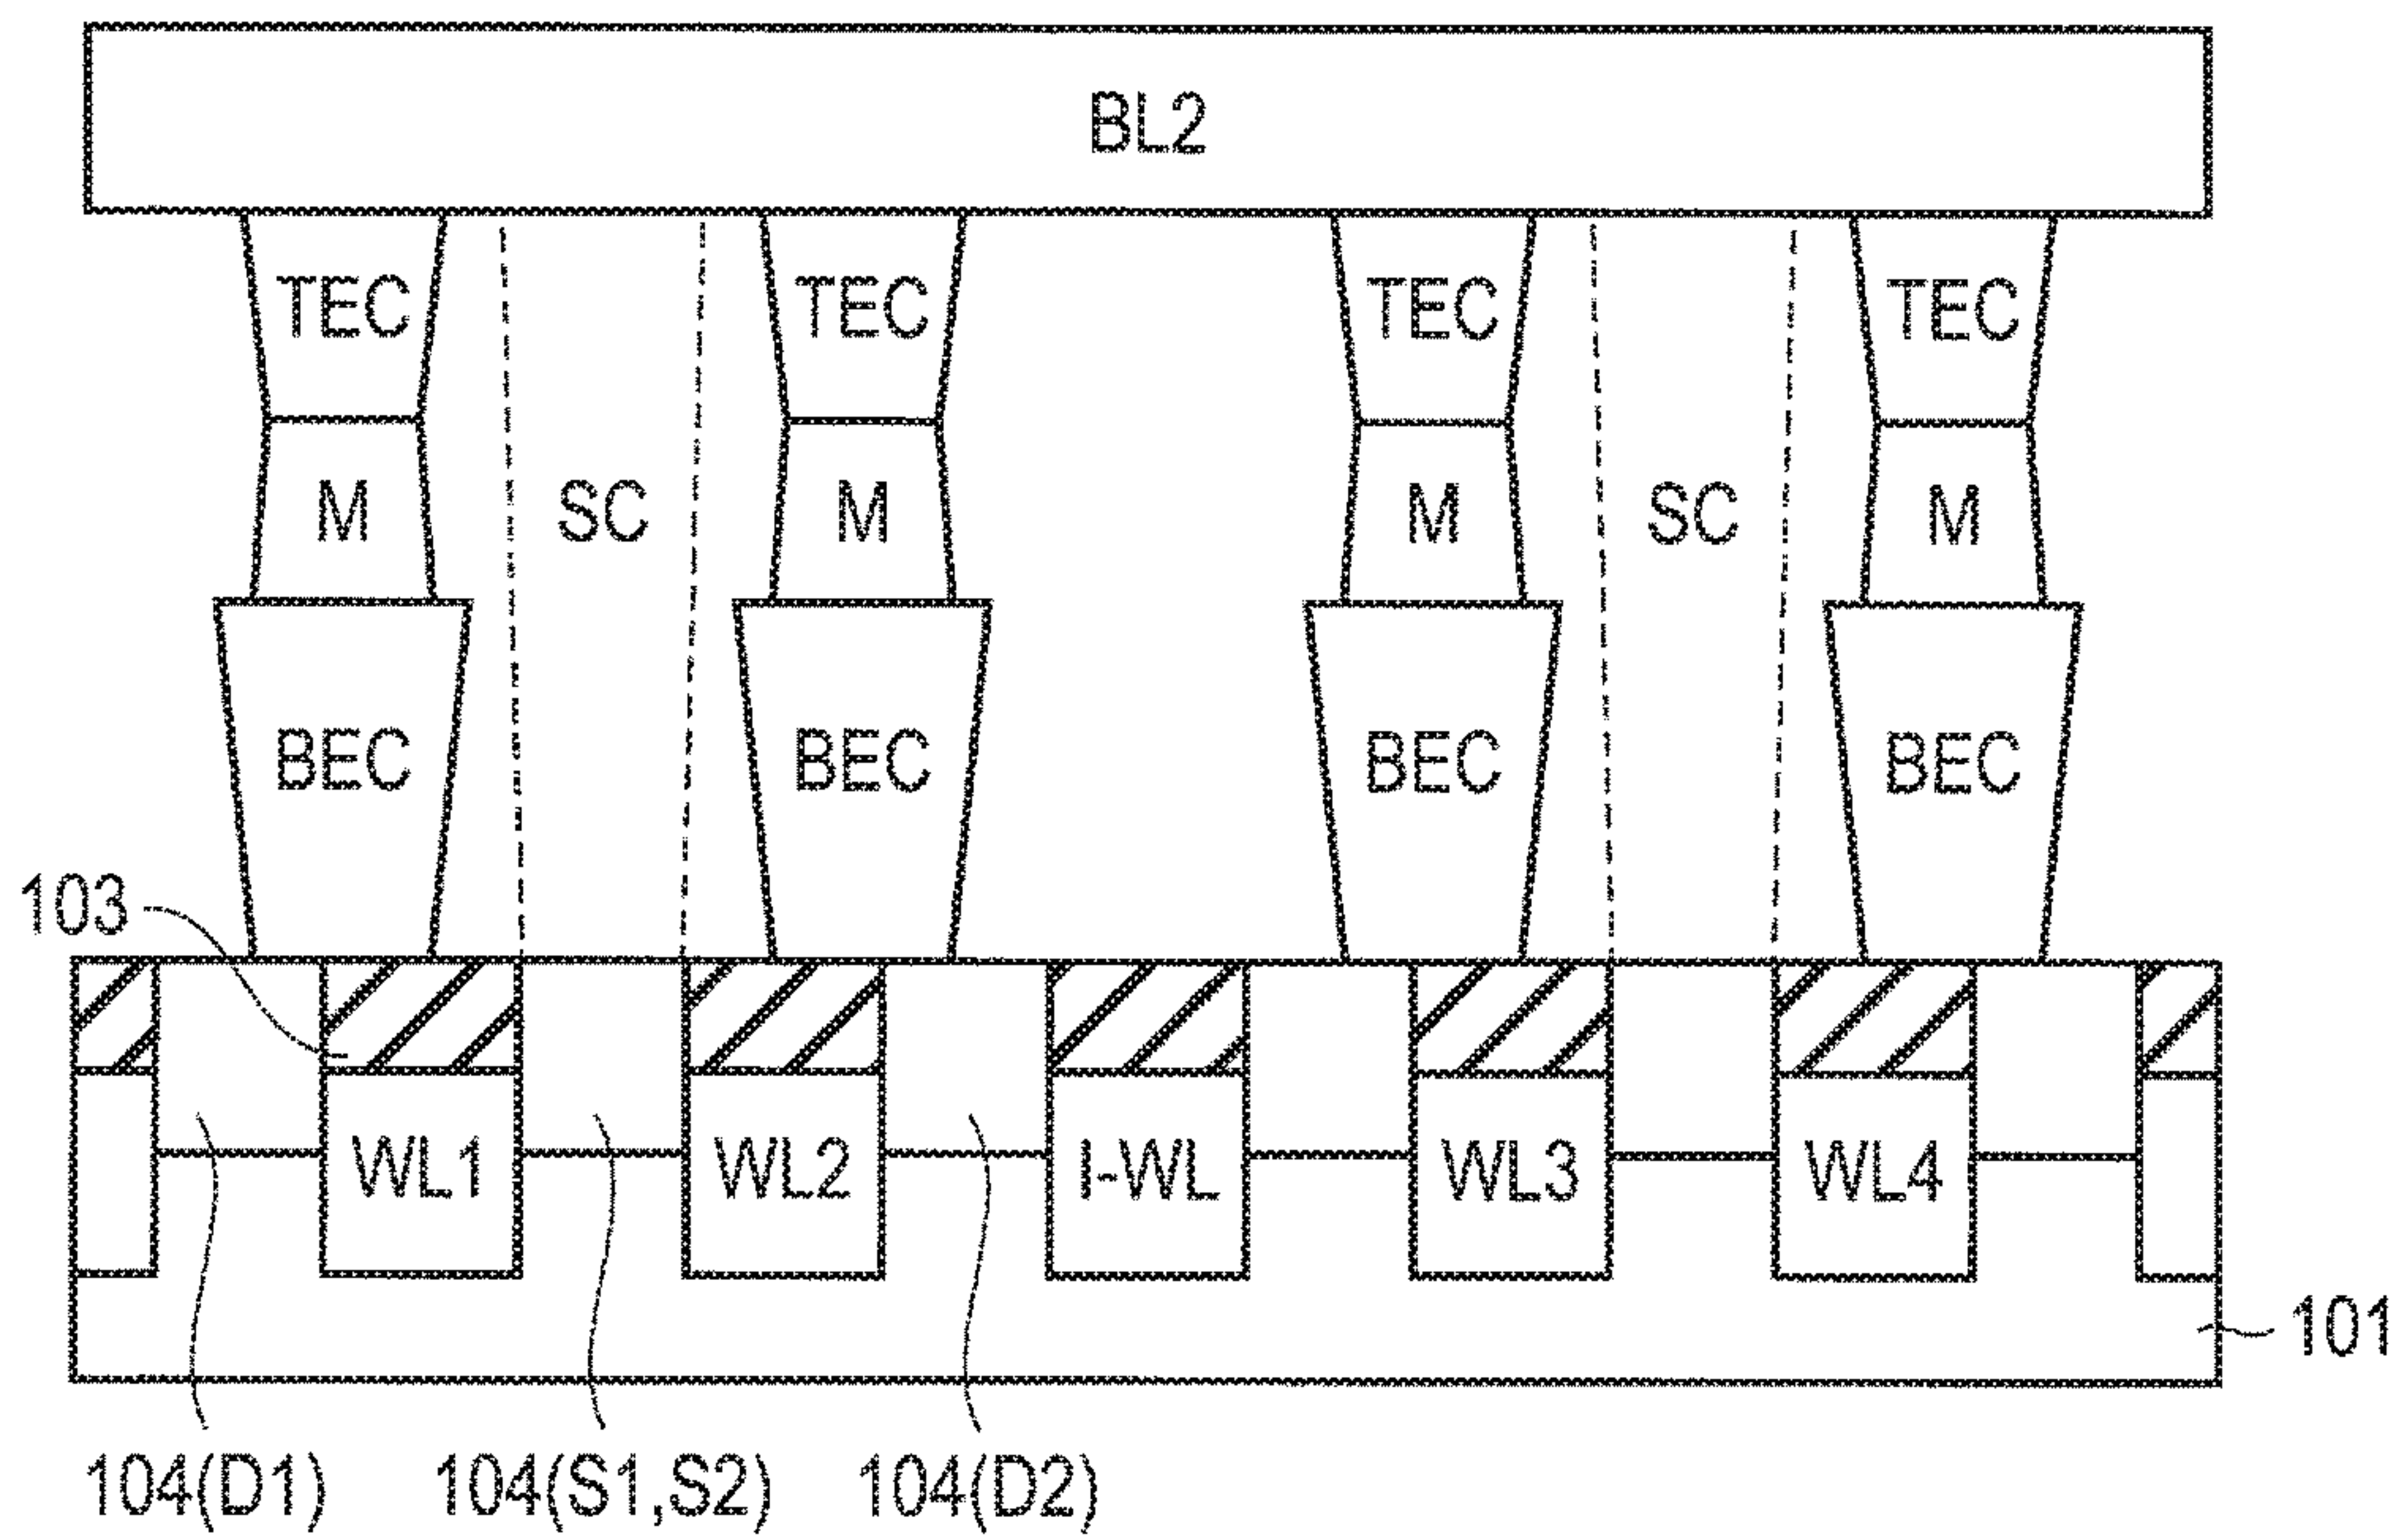 BL2
TEC TEC TEC TEC
M SC M M SC M
BEC BEC BEC BEC
103
WL1 WL2 I-WL WL3 WL4
101
104(D1) 104(S1,S2) 104(D2)